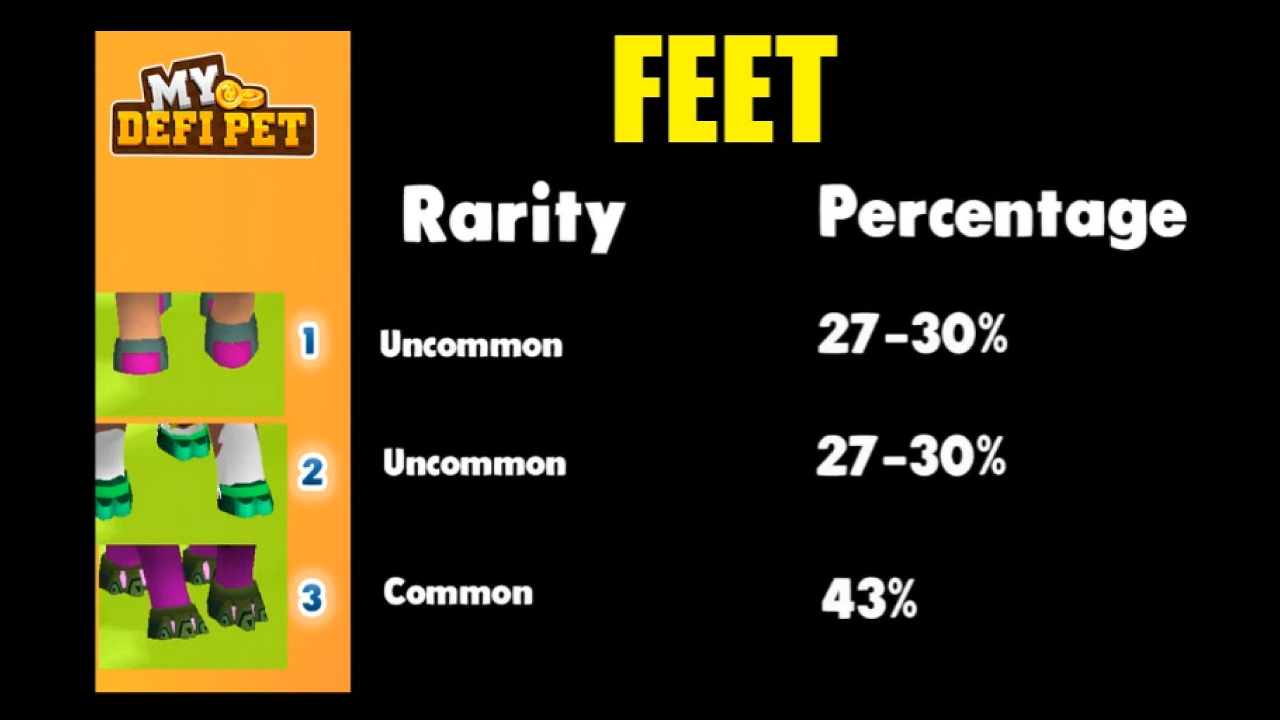 MY
DEFI PET
FEET
Rarity Percentage
1 Uncommon 27-30%
2 Uncommon 27-30%
3 Common 43%